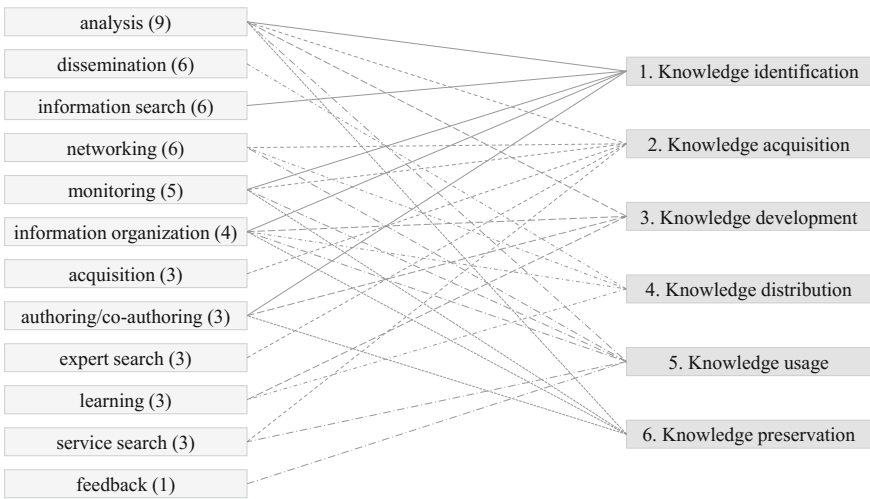 analysis (9)
dissemination (6)
information search (6)
networking (6)
monitoring (5)
information organization (4)
acquisition (3)
authoring/co-authoring (3)
expert search (3)
learning (3)
service search (3)
feedback (1)
1. Knowledge identification
2. Knowledge acquisition
3. Knowledge development
4. Knowledge distribution
5. Knowledge usage
6. Knowledge preservation